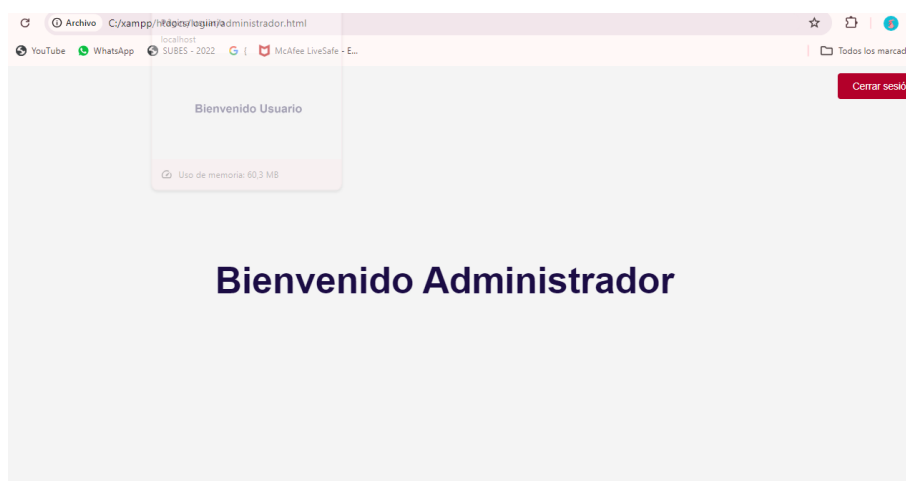 Archivo C:/xampp/htdocs/login/administrador.html
localhost
YouTube WhatsApp SUBES - 2022 G ( McAfee LiveSafe - E...
Todos los marcad
Cerrar sesió
Bienvenido Usuario
Uso de memoria: 60,3 MB
Bienvenido Administrador